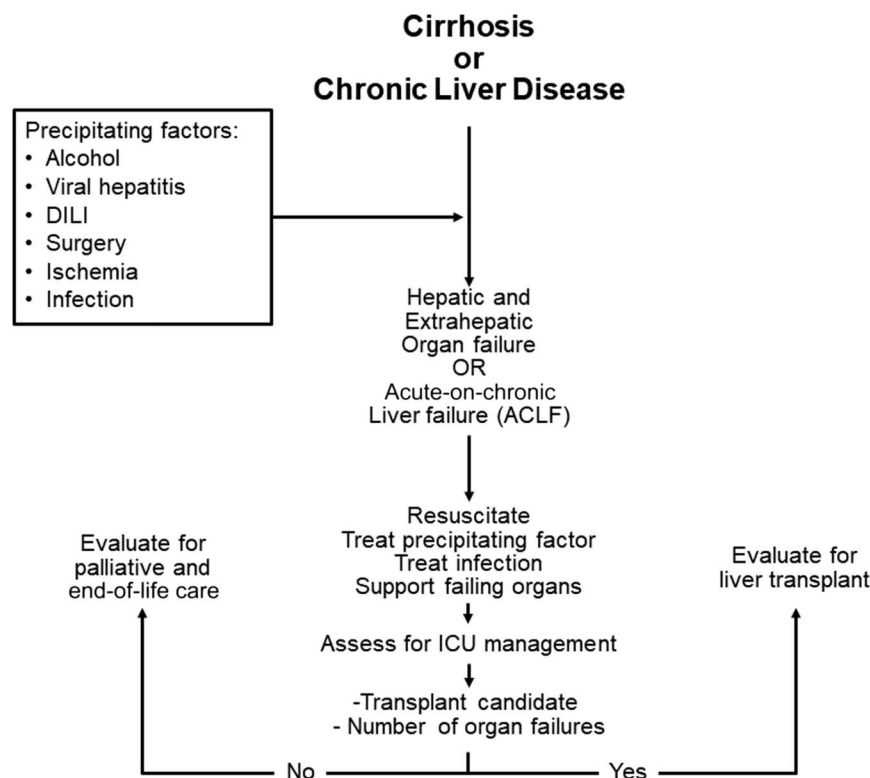 Cirrhosis
or
Chronic Liver Disease
Precipitating factors:
• Alcohol
• Viral hepatitis
• DILI
• Surgery
• Ischemia
• Infection
Hepatic and
Extrahepatic
Organ failure
OR
Acute-on-chronic
Liver failure (ACLF)
Resuscitate
Treat precipitating factor
Treat infection
Support failing organs
Evaluate for
palliative and
end-of-life care
Evaluate for
liver transplant
Assess for ICU management
-Transplant candidate
- Number of organ failures
No
Yes